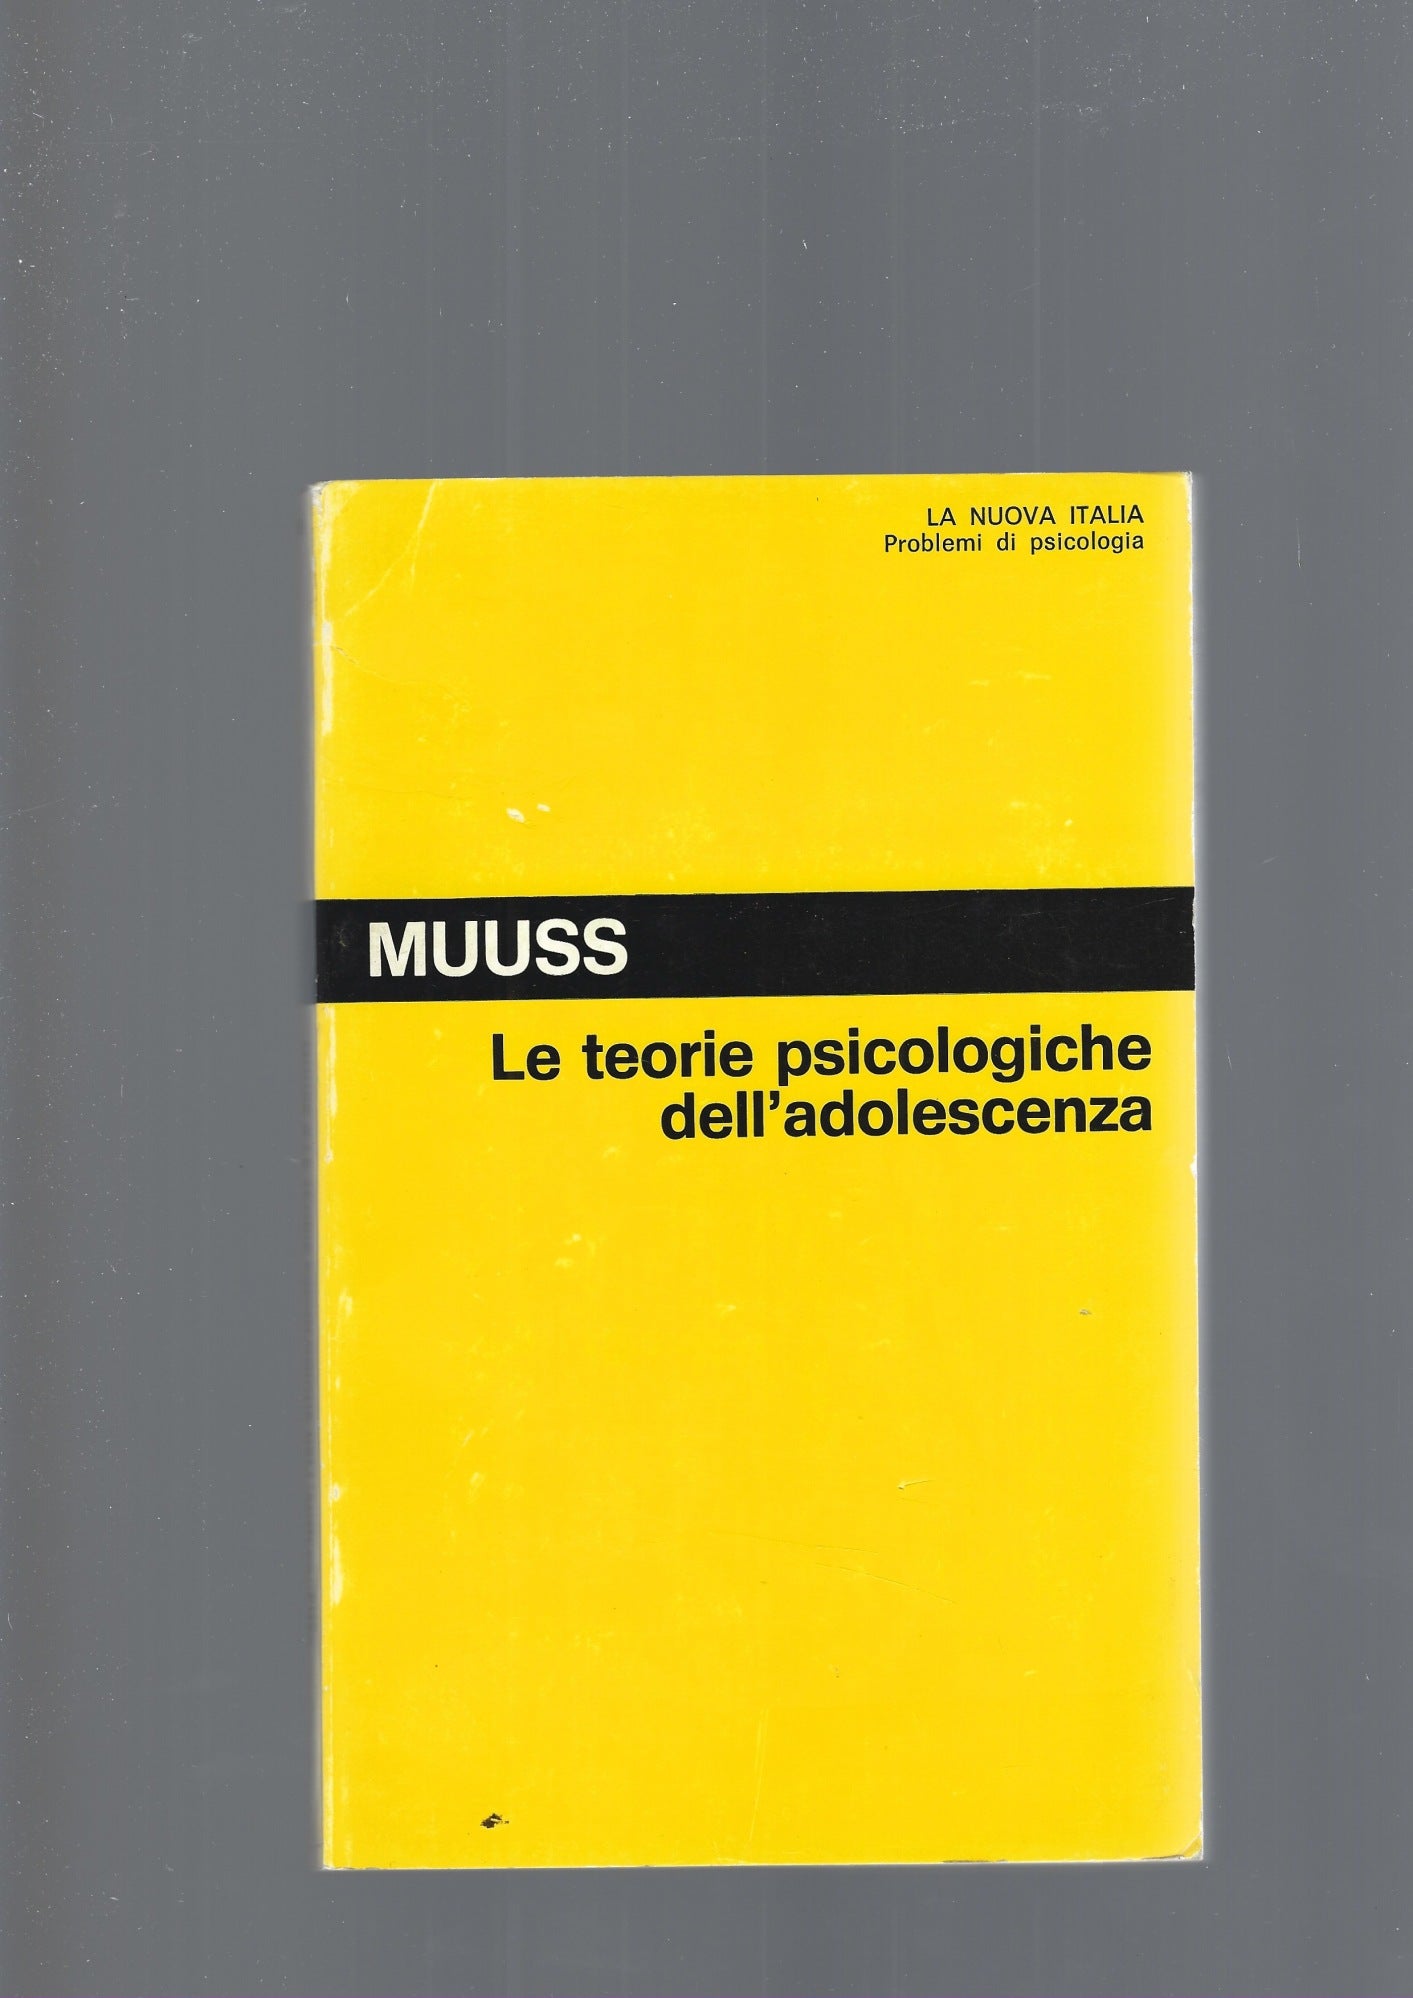 LA NUOVA ITALIA
Problemi di psicologia
MUUSS
Le teorie psicologiche
dell'adolescenza